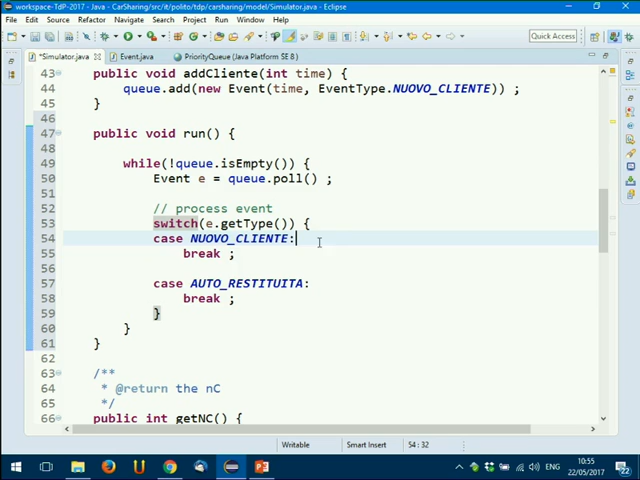 workspace-TdP-2017 - Java - CarSharing/src/it/polito/tdp/carsharing/model/Simulator.java - Eclipse
File Edit Source Refactor Navigate Search Project Run Window Help
Quick Access
*Simulator.java
Event.java
PriorityQueue (Java Platform SE 8 )
43 public void addCliente(int time) {
44 queue.add(new Event(time, EventType.NUOVO_CLIENTE)) ;
45 }
46
47 public void run() {
48
49 while(!queue.isEmpty()) {
50 Event e = queue.poll() ;
51
52 // process event
53 switch(e.getType()) {
54 case NUOVO_CLIENTE:
55 break ;
56
57 case AUTO_RESTITUITA:
58 break ;
59 }
60 }
61 }
62
63 /**
64 * @return the nC
65 */
66 public int getNC() {
Writable Smart Insert 54 : 32
ENG
10:55
22/05/2017
22